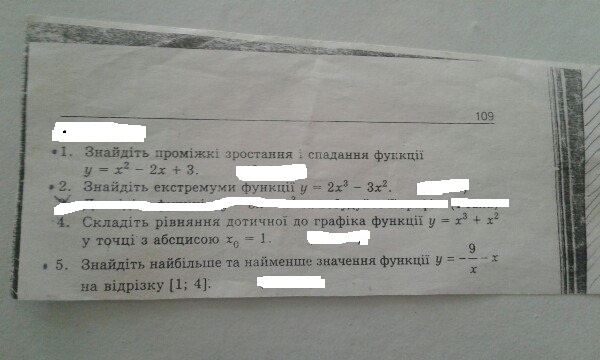 109
1. Знайдіть проміжкі зростання і спадання функції
y = x² − 2x + 3.
2. Знайдіть екстремуми функції y = 2x³ − 3x².
4. Складіть рівняння дотичної до графіка функції y = x³ + x²
у точці з абсцисою x₀ = 1.
5. Знайдіть найбільше та найменше значення функції y = −9/x − x
на відрізку [1; 4].